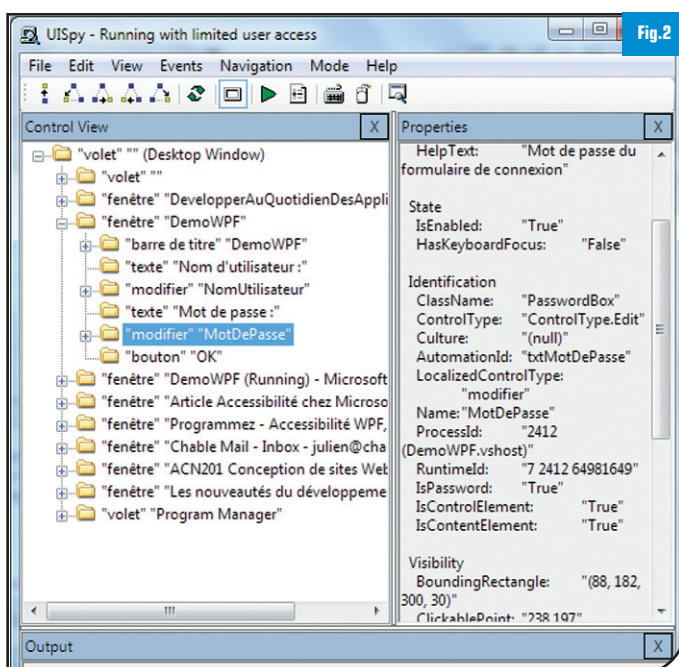 UISpy - Running with limited user access
Fig.2
File Edit View Events Navigation Mode Help
Control View X
"volet" "" (Desktop Window)
"volet" ""
"fenêtre" "DevelopperAuQuotidienDesAppli
"fenêtre" "DemoWPF"
"barre de titre" "DemoWPF"
"texte" "Nom d'utilisateur :"
"modifier" "NomUtilisateur"
"texte" "Mot de passe :"
"modifier" "MotDePasse"
"bouton" "OK"
"fenêtre" "DemoWPF (Running) - Microsoft
"fenêtre" "Article Accessibilité chez Microso
"fenêtre" "Programmez - Accessibilité WPF,
"fenêtre" "Chable Mail - Inbox - julien@cha
"fenêtre" "ACN201 Conception de sites Web
"fenêtre" "Les nouveautés du développeme
"volet" "Program Manager"
Properties X
HelpText: "Mot de passe du
formulaire de connexion"
State
IsEnabled: "True"
HasKeyboardFocus: "False"
Identification
ClassName: "PasswordBox"
ControlType: "ControlType.Edit"
Culture: "(null)"
AutomationId: "txtMotDePasse"
LocalizedControlType:
"modifier"
Name: "MotDePasse"
ProcessId: "2412
(DemoWPF.vshost)"
RuntimeId: "7 2412 64981649"
IsPassword: "True"
IsControlElement: "True"
IsContentElement: "True"
Visibility
BoundingRectangle: "(88, 182,
300, 30)"
ClickablePoint: "238,197"
Output X